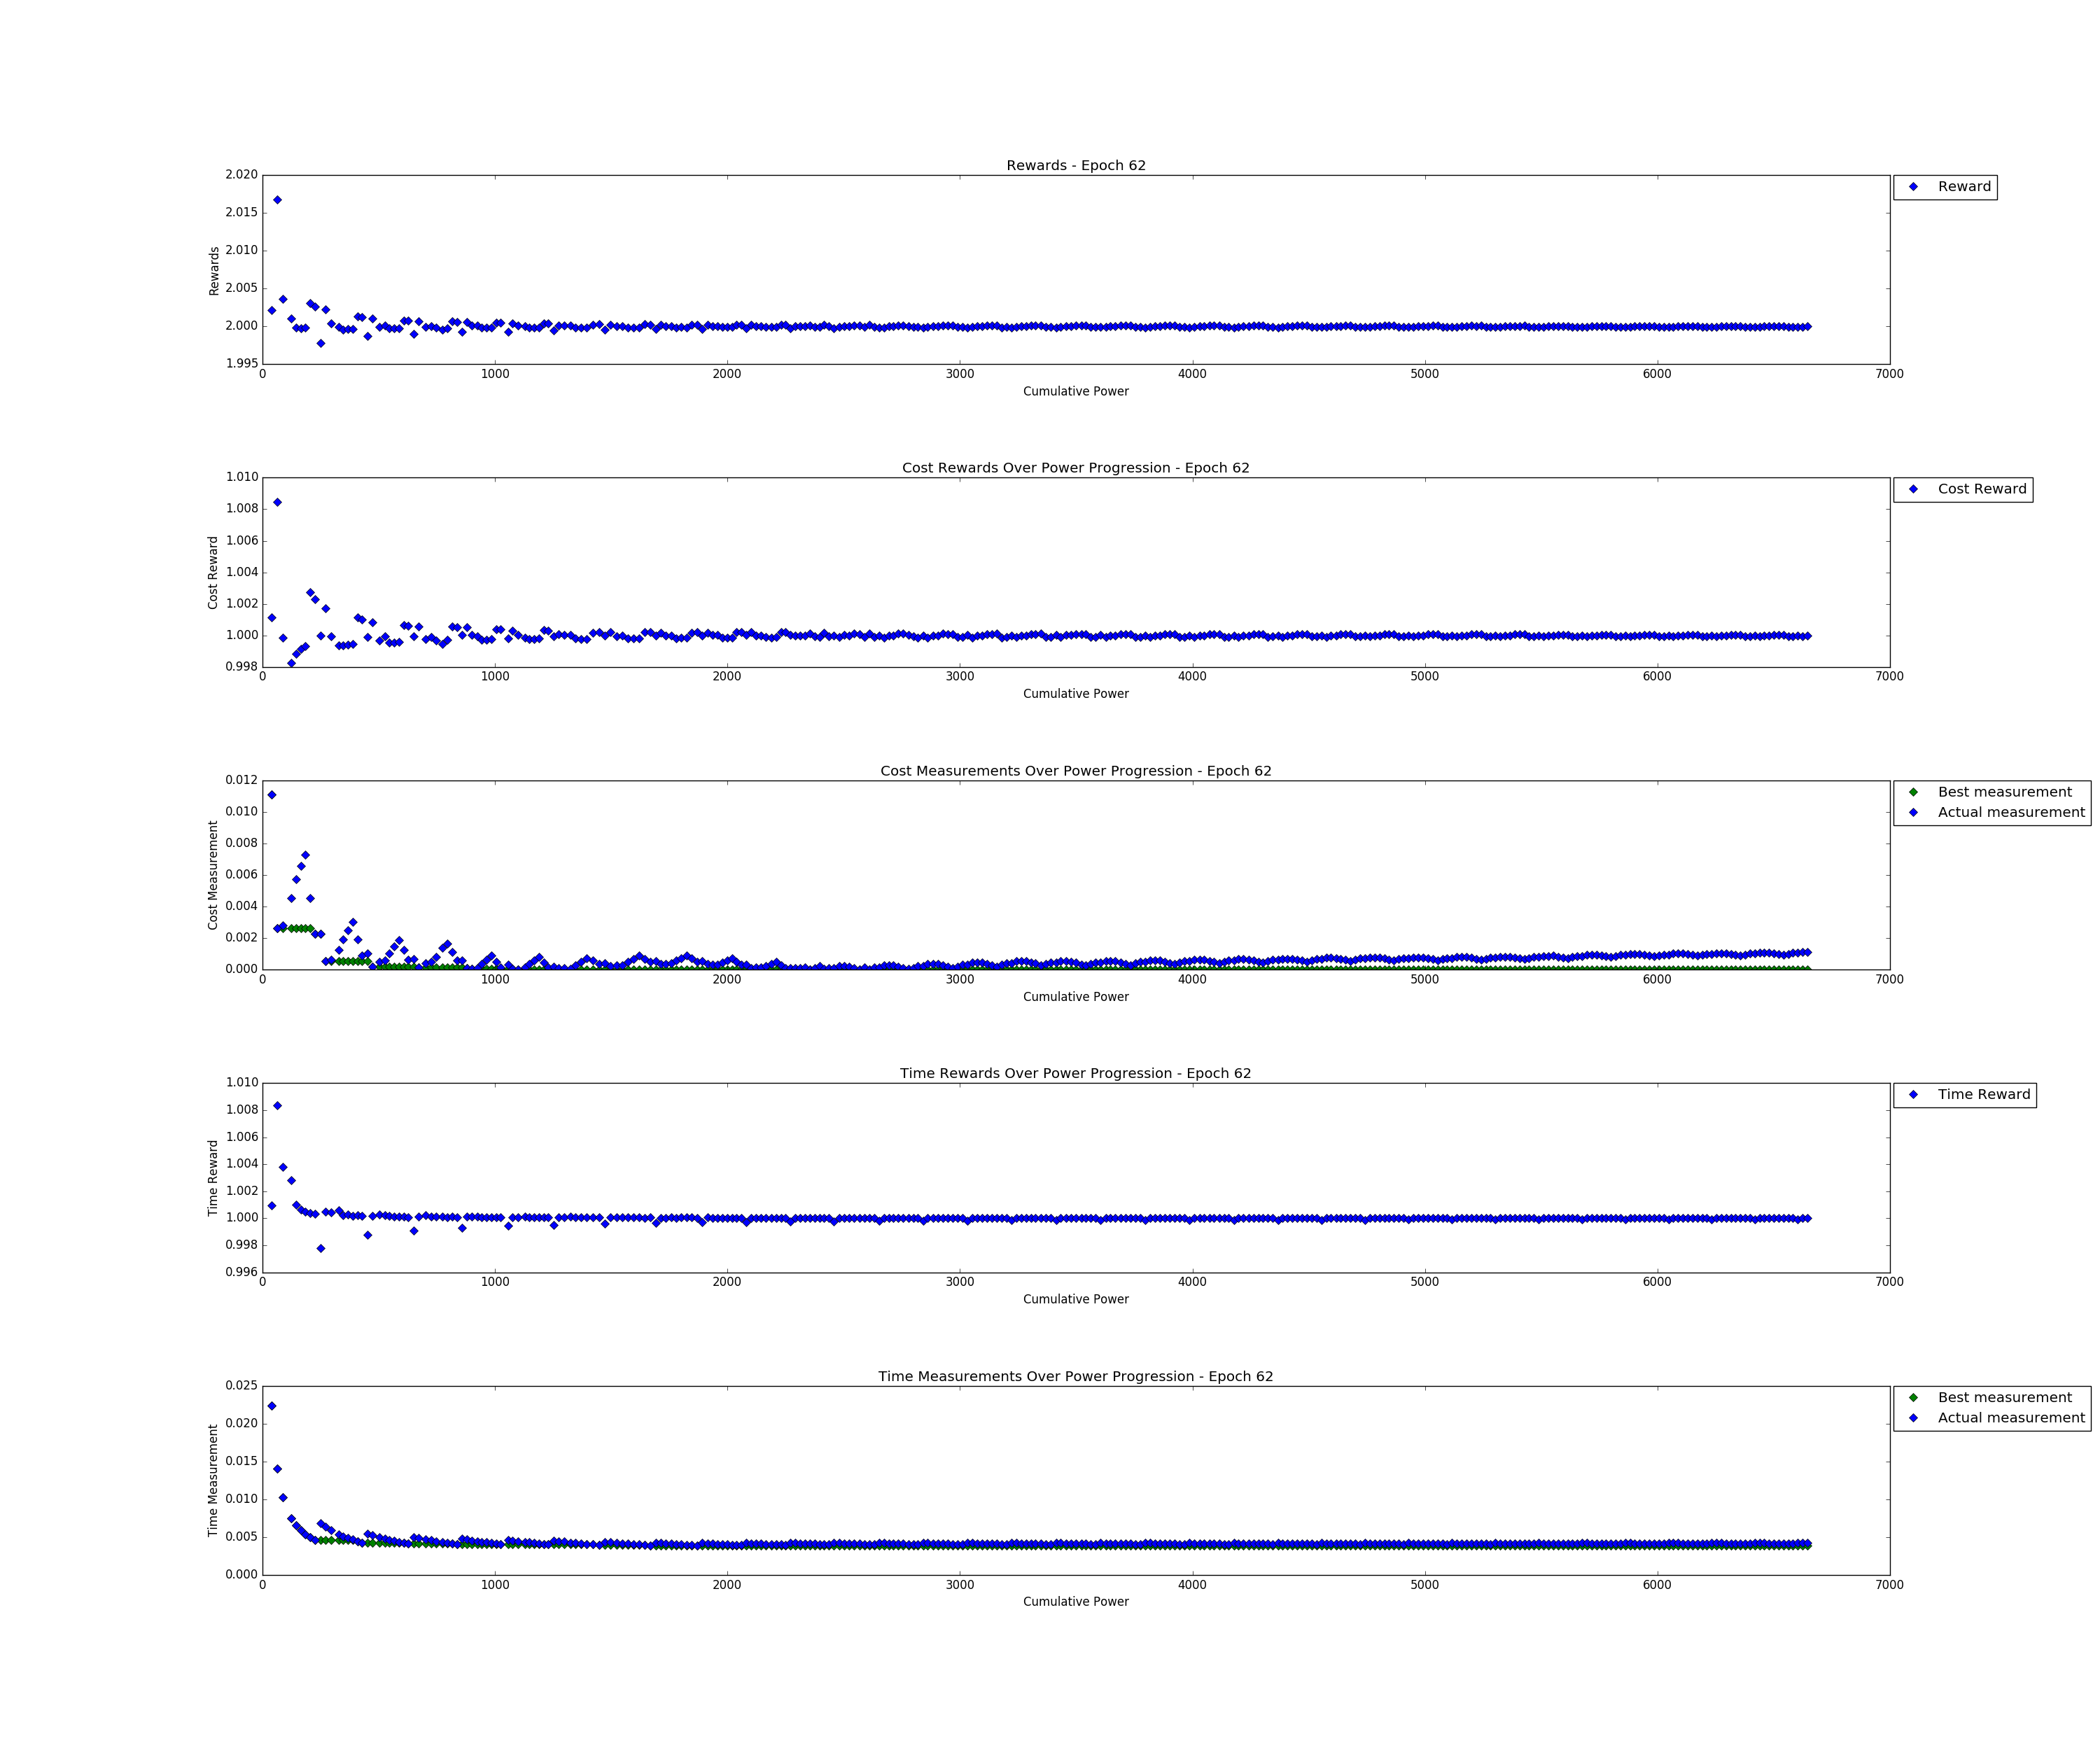 Rewards - Epoch 62
2.020
2.015
2.010
2.005
2.000
1.995
Rewards
0 1000 2000 3000 4000 5000 6000 7000
Cumulative Power
Reward
Cost Rewards Over Power Progression - Epoch 62
1.010
1.008
1.006
1.004
1.002
1.000
0.998
Cost Reward
0 1000 2000 3000 4000 5000 6000 7000
Cumulative Power
Cost Reward
Cost Measurements Over Power Progression - Epoch 62
0.012
0.010
0.008
0.006
0.004
0.002
0.000
Cost Measurement
0 1000 2000 3000 4000 5000 6000 7000
Cumulative Power
Best measurement
Actual measurement
Time Rewards Over Power Progression - Epoch 62
1.010
1.008
1.006
1.004
1.002
1.000
0.998
0.996
Time Reward
0 1000 2000 3000 4000 5000 6000 7000
Cumulative Power
Time Reward
Time Measurements Over Power Progression - Epoch 62
0.025
0.020
0.015
0.010
0.005
0.000
Time Measurement
0 1000 2000 3000 4000 5000 6000 7000
Cumulative Power
Best measurement
Actual measurement